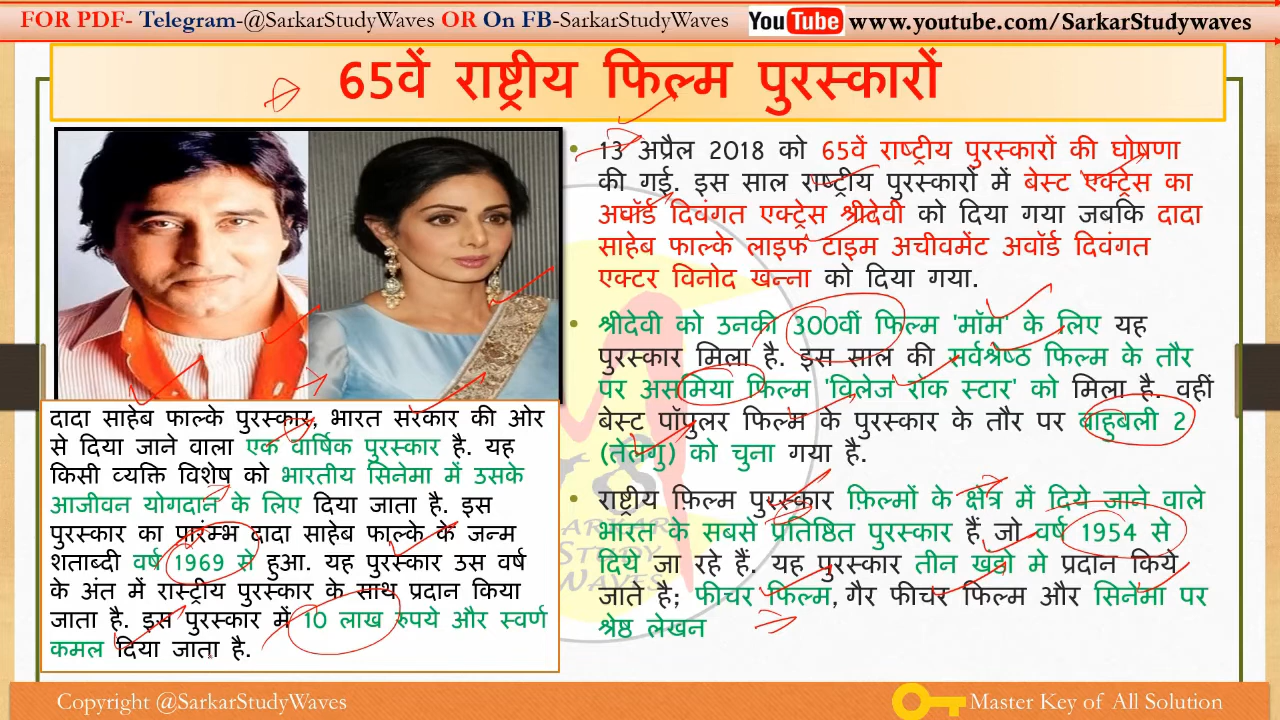 FOR PDF- Telegram-@SarkarStudyWaves OR On FB-SarkarStudyWaves YouTube www.youtube.com/SarkarStudywaves
65वें राष्ट्रीय फिल्म पुरस्कारों
• 13 अप्रैल 2018 को 65वें राष्ट्रीय पुरस्कारों की घोषणा
की गई. इस साल राष्ट्रीय पुरस्कारों में बेस्ट एक्ट्रेस का
अवॉर्ड दिवंगत एक्ट्रेस श्रीदेवी को दिया गया जबकि दादा
साहेब फाल्के लाइफ टाइम अचीवमेंट अवॉर्ड दिवंगत
एक्टर विनोद खन्ना को दिया गया.
• श्रीदेवी को उनकी 300वीं फिल्म 'मॉम' के लिए यह
पुरस्कार मिला है. इस साल की सर्वश्रेष्ठ फिल्म के तौर
पर असमिया फिल्म 'विलेज रॉक स्टार' को मिला है. वहीं
बेस्ट पॉपुलर फिल्म के पुरस्कार के तौर पर बाहुबली 2
(तेलगु) को चुना गया है.
• राष्ट्रीय फ़िल्म पुरस्कार फ़िल्मों के क्षेत्र में दिये जाने वाले
भारत के सबसे प्रतिष्ठित पुरस्कार हैं जो वर्ष 1954 से
दिये जा रहे हैं. यह पुरस्कार तीन खंडो मे प्रदान किये
जाते है; फीचर फिल्म, गैर फीचर फिल्म और सिनेमा पर
श्रेष्ठ लेखन
दादा साहेब फाल्के पुरस्कार, भारत सरकार की ओर
से दिया जाने वाला एक वार्षिक पुरस्कार है. यह
किसी व्यक्ति विशेष को भारतीय सिनेमा में उसके
आजीवन योगदान के लिए दिया जाता है. इस
पुरस्कार का प्रारंम्भ दादा साहेब फाल्के के जन्म
शताब्दी वर्ष 1969 से हुआ. यह पुरस्कार उस वर्ष
के अंत में रास्ट्रीय पुरस्कार के साथ प्रदान किया
जाता है. इस पुरस्कार में 10 लाख रुपये और स्वर्ण
कमल दिया जाता है.
SARKAR
STUDY
WAVES
Copyright @SarkarStudyWaves
Master Key of All Solution